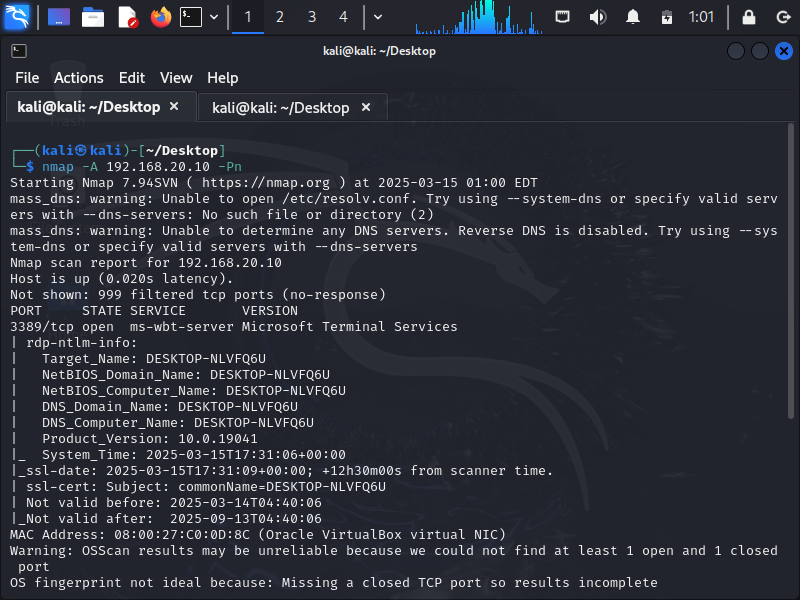 1 2 3 4 1:01
kali@kali: ~/Desktop
File Actions Edit View Help
kali@kali: ~/Desktop × kali@kali: ~/Desktop ×
┌──(kali㉿kali)-[~/Desktop]
└─$ nmap -A 192.168.20.10 -Pn
Starting Nmap 7.94SVN ( https://nmap.org ) at 2025-03-15 01:00 EDT
mass_dns: warning: Unable to open /etc/resolv.conf. Try using --system-dns or specify valid serv
ers with --dns-servers: No such file or directory (2)
mass_dns: warning: Unable to determine any DNS servers. Reverse DNS is disabled. Try using --sys
tem-dns or specify valid servers with --dns-servers
Nmap scan report for 192.168.20.10
Host is up (0.020s latency).
Not shown: 999 filtered tcp ports (no-response)
PORT     STATE SERVICE       VERSION
3389/tcp open  ms-wbt-server Microsoft Terminal Services
| rdp-ntlm-info:
|   Target_Name: DESKTOP-NLVFQ6U
|   NetBIOS_Domain_Name: DESKTOP-NLVFQ6U
|   NetBIOS_Computer_Name: DESKTOP-NLVFQ6U
|   DNS_Domain_Name: DESKTOP-NLVFQ6U
|   DNS_Computer_Name: DESKTOP-NLVFQ6U
|   Product_Version: 10.0.19041
|_  System_Time: 2025-03-15T17:31:06+00:00
|_ssl-date: 2025-03-15T17:31:09+00:00; +12h30m00s from scanner time.
| ssl-cert: Subject: commonName=DESKTOP-NLVFQ6U
| Not valid before: 2025-03-14T04:40:06
|_Not valid after:  2025-09-13T04:40:06
MAC Address: 08:00:27:C0:0D:8C (Oracle VirtualBox virtual NIC)
Warning: OSScan results may be unreliable because we could not find at least 1 open and 1 closed
 port
OS fingerprint not ideal because: Missing a closed TCP port so results incomplete